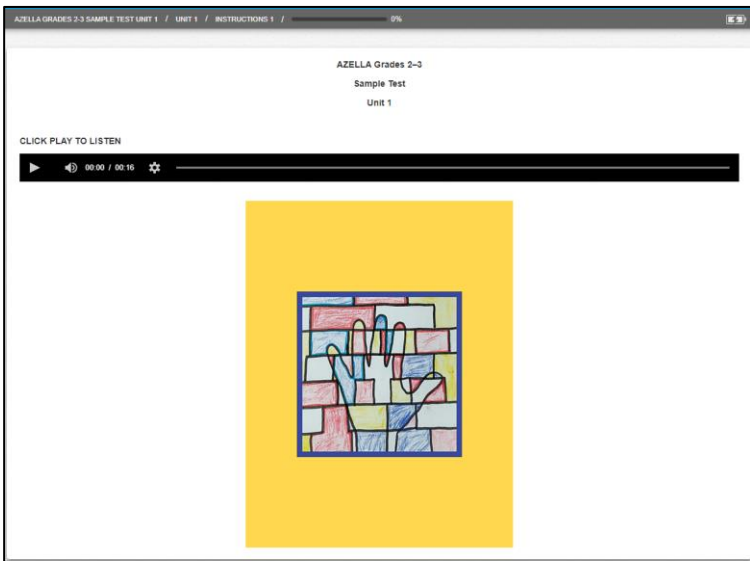 AZELLA GRADES 2-3 SAMPLE TEST UNIT 1 / UNIT 1 / INSTRUCTIONS 1 / 0%
AZELLA Grades 2–3
Sample Test
Unit 1
CLICK PLAY TO LISTEN
00:00 / 00:16